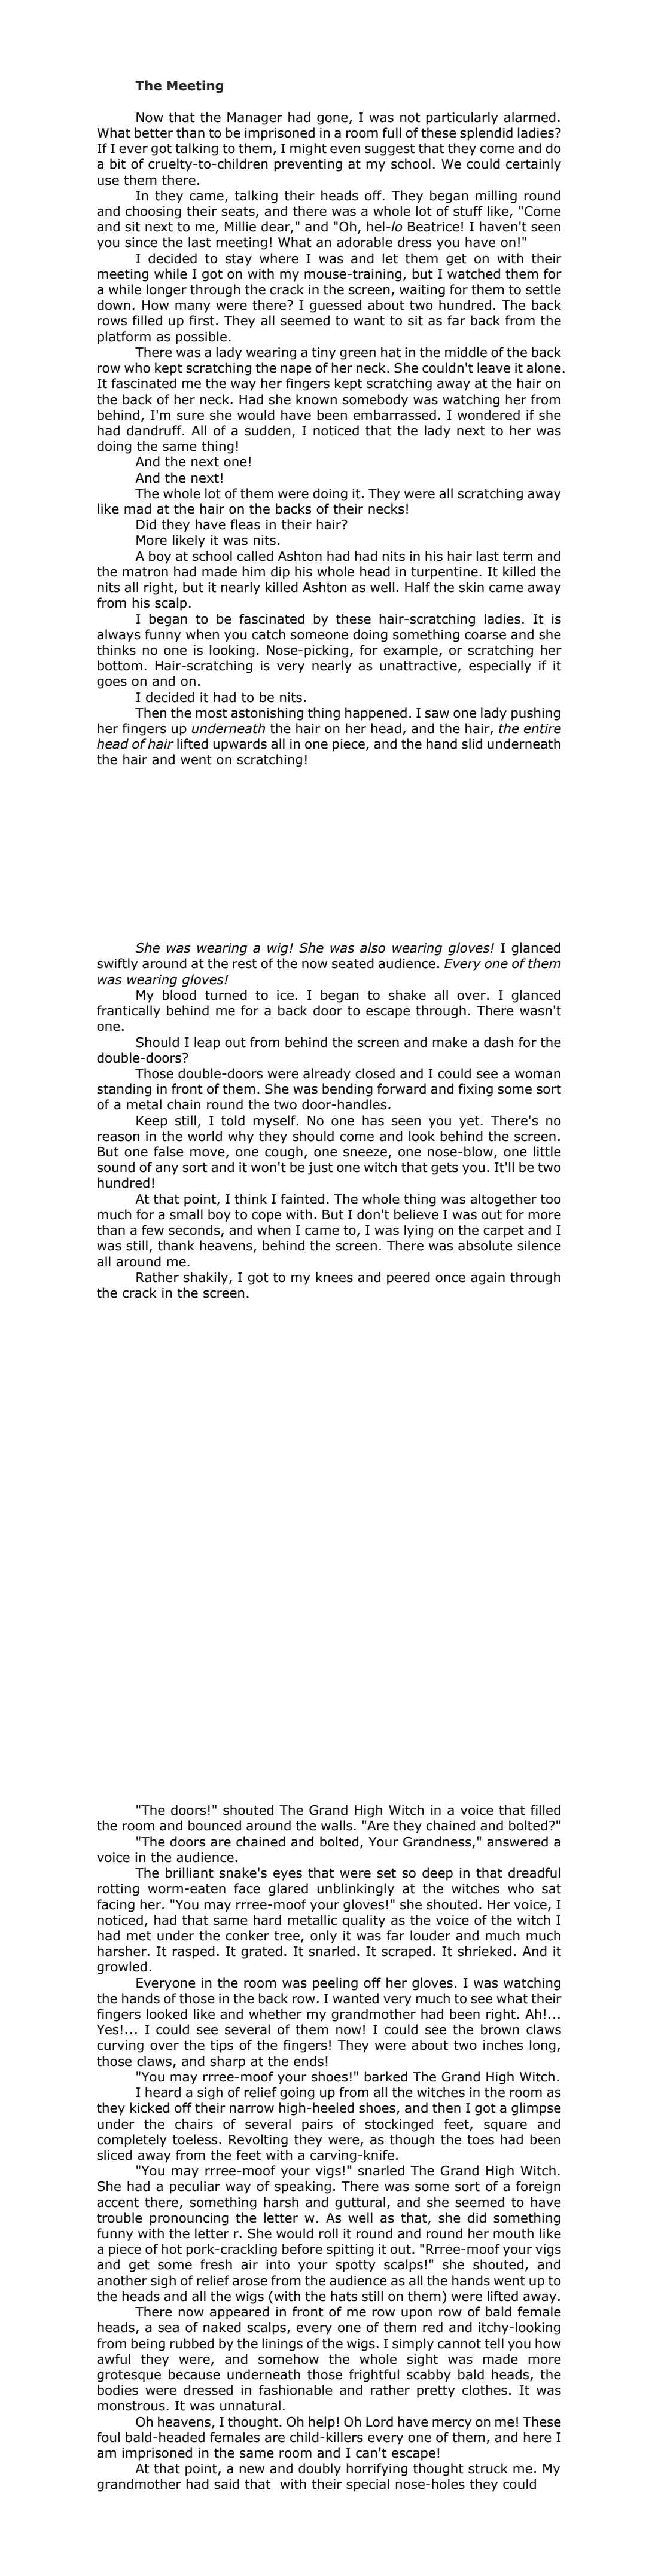 The Meeting
Now that the Manager had gone, I was not particularly alarmed.
What better than to be imprisoned in a room full of these splendid ladies?
If I ever got talking to them, I might even suggest that they come and do
a bit of cruelty-to-children preventing at my school. We could certainly
use them there.
In they came, talking their heads off. They began milling round
and choosing their seats, and there was a whole lot of stuff like, "Come
and sit next to me, Millie dear," and "Oh, hel-lo Beatrice! I haven't seen
you since the last meeting! What an adorable dress you have on!"
I decided to stay where I was and let them get on with their
meeting while I got on with my mouse-training, but I watched them for
a while longer through the crack in the screen, waiting for them to settle
down. How many were there? I guessed about two hundred. The back
rows filled up first. They all seemed to want to sit as far back from the
platform as possible.
There was a lady wearing a tiny green hat in the middle of the back
row who kept scratching the nape of her neck. She couldn't leave it alone.
It fascinated me the way her fingers kept scratching away at the hair on
the back of her neck. Had she known somebody was watching her from
behind, I'm sure she would have been embarrassed. I wondered if she
had dandruff. All of a sudden, I noticed that the lady next to her was
doing the same thing!
And the next one!
And the next!
The whole lot of them were doing it. They were all scratching away
like mad at the hair on the backs of their necks!
Did they have fleas in their hair?
More likely it was nits.
A boy at school called Ashton had had nits in his hair last term and
the matron had made him dip his whole head in turpentine. It killed the
nits all right, but it nearly killed Ashton as well. Half the skin came away
from his scalp.
I began to be fascinated by these hair-scratching ladies. It is
always funny when you catch someone doing something coarse and she
thinks no one is looking. Nose-picking, for example, or scratching her
bottom. Hair-scratching is very nearly as unattractive, especially if it
goes on and on.
I decided it had to be nits.
Then the most astonishing thing happened. I saw one lady pushing
her fingers up underneath the hair on her head, and the hair, the entire
head of hair lifted upwards all in one piece, and the hand slid underneath
the hair and went on scratching!
She was wearing a wig! She was also wearing gloves! I glanced
swiftly around at the rest of the now seated audience. Every one of them
was wearing gloves!
My blood turned to ice. I began to shake all over. I glanced
frantically behind me for a back door to escape through. There wasn't
one.
Should I leap out from behind the screen and make a dash for the
double-doors?
Those double-doors were already closed and I could see a woman
standing in front of them. She was bending forward and fixing some sort
of a metal chain round the two door-handles.
Keep still, I told myself. No one has seen you yet. There's no
reason in the world why they should come and look behind the screen.
But one false move, one cough, one sneeze, one nose-blow, one little
sound of any sort and it won't be just one witch that gets you. It'll be two
hundred!
At that point, I think I fainted. The whole thing was altogether too
much for a small boy to cope with. But I don't believe I was out for more
than a few seconds, and when I came to, I was lying on the carpet and I
was still, thank heavens, behind the screen. There was absolute silence
all around me.
Rather shakily, I got to my knees and peered once again through
the crack in the screen.
"The doors!" shouted The Grand High Witch in a voice that filled
the room and bounced around the walls. "Are they chained and bolted?"
"The doors are chained and bolted, Your Grandness," answered a
voice in the audience.
The brilliant snake's eyes that were set so deep in that dreadful
rotting worm-eaten face glared unblinkingly at the witches who sat
facing her. "You may rrree-moof your gloves!" she shouted. Her voice, I
noticed, had that same hard metallic quality as the voice of the witch I
had met under the conker tree, only it was far louder and much much
harsher. It rasped. It grated. It snarled. It scraped. It shrieked. And it
growled.
Everyone in the room was peeling off her gloves. I was watching
the hands of those in the back row. I wanted very much to see what their
fingers looked like and whether my grandmother had been right. Ah!...
Yes!... I could see several of them now! I could see the brown claws
curving over the tips of the fingers! They were about two inches long,
those claws, and sharp at the ends!
"You may rrree-moof your shoes!" barked The Grand High Witch.
I heard a sigh of relief going up from all the witches in the room as
they kicked off their narrow high-heeled shoes, and then I got a glimpse
under the chairs of several pairs of stockinged feet, square and
completely toeless. Revolting they were, as though the toes had been
sliced away from the feet with a carving-knife.
"You may rrree-moof your vigs!" snarled The Grand High Witch.
She had a peculiar way of speaking. There was some sort of a foreign
accent there, something harsh and guttural, and she seemed to have
trouble pronouncing the letter w. As well as that, she did something
funny with the letter r. She would roll it round and round her mouth like
a piece of hot pork-crackling before spitting it out. "Rrree-moof your vigs
and get some fresh air into your spotty scalps!" she shouted, and
another sigh of relief arose from the audience as all the hands went up to
the heads and all the wigs (with the hats still on them) were lifted away.
There now appeared in front of me row upon row of bald female
heads, a sea of naked scalps, every one of them red and itchy-looking
from being rubbed by the linings of the wigs. I simply cannot tell you how
awful they were, and somehow the whole sight was made more
grotesque because underneath those frightful scabby bald heads, the
bodies were dressed in fashionable and rather pretty clothes. It was
monstrous. It was unnatural.
Oh heavens, I thought. Oh help! Oh Lord have mercy on me! These
foul bald-headed females are child-killers every one of them, and here I
am imprisoned in the same room and I can't escape!
At that point, a new and doubly horrifying thought struck me. My
grandmother had said that with their special nose-holes they could